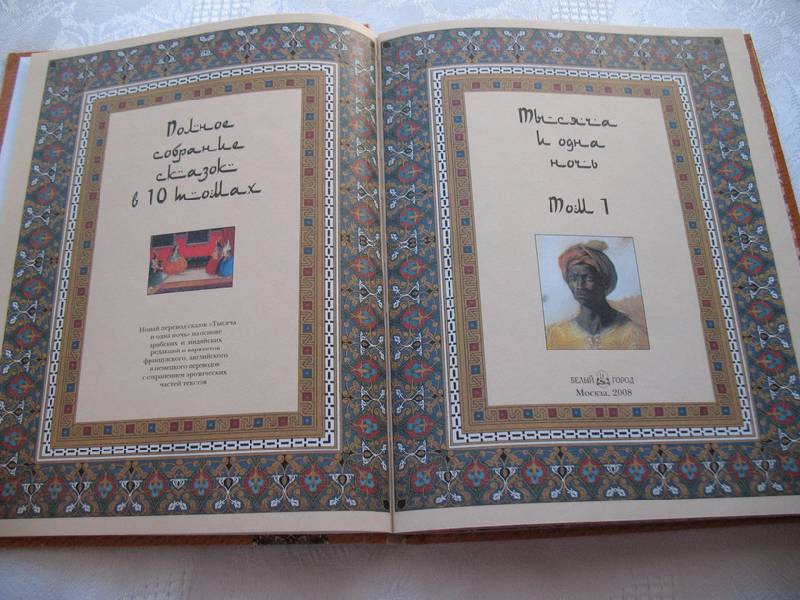 Полное
собрание
сказок
в 10 томах
Новый перевод сказок «Тысяча
и одна ночь» на основе
арабских и индийских
редакций и вариантов
французского, английского
и немецкого переводов
с сохранением эротических
частей текстов
Тысяча
и одна
ночь
Том 1
БЕЛЫЙ ГОРОД
Москва, 2008